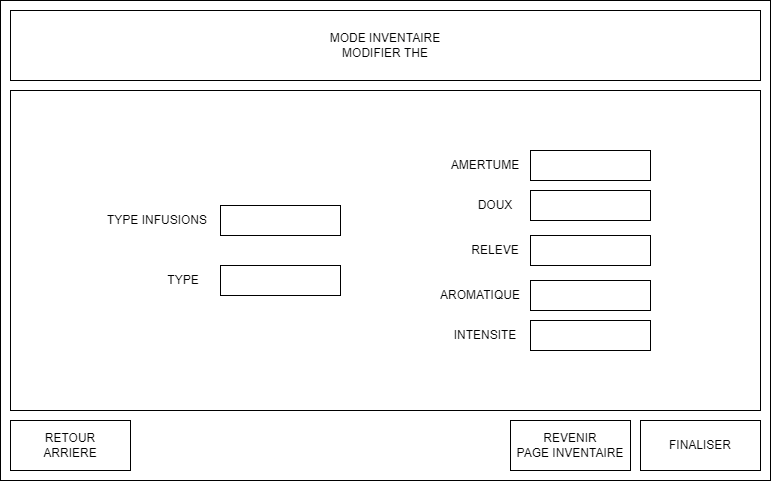 MODE INVENTAIRE
MODIFIER THE
TYPE INFUSIONS
TYPE
AMERTUME
DOUX
RELEVE
AROMATIQUE
INTENSITE
RETOUR
ARRIERE
REVENIR
PAGE INVENTAIRE
FINALISER